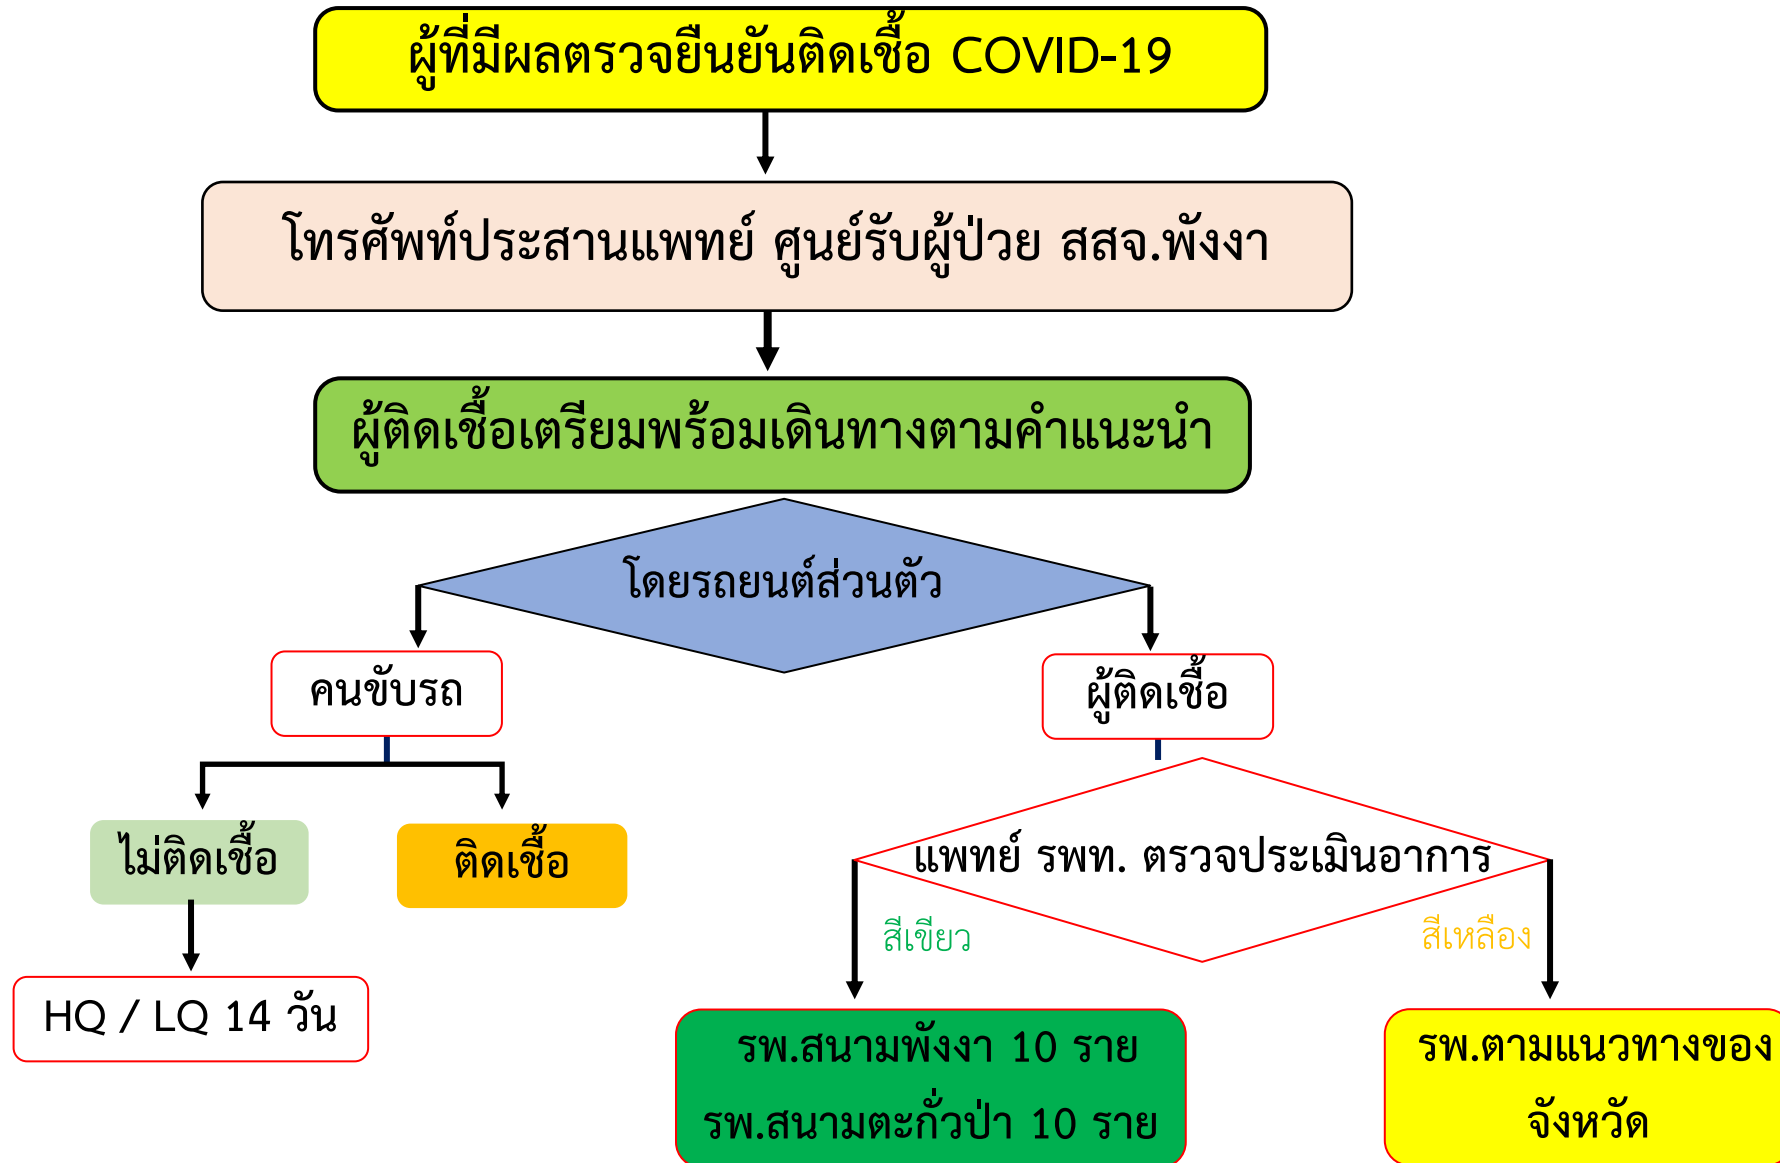 ผู้ที่มีผลตรวจยืนยันติดเชื้อ COVID-19
โทรศัพท์ประสานแพทย์ ศูนย์รับผู้ป่วย สสจ.พังงา
ผู้ติดเชื้อเตรียมพร้อมเดินทางตามคำแนะนำ
โดยรถยนต์ส่วนตัว
คนขับรถ
ผู้ติดเชื้อ
ไม่ติดเชื้อ
ติดเชื้อ
แพทย์ รพท. ตรวจประเมินอาการ
สีเขียว
สีเหลือง
HQ / LQ 14 วัน
รพ.สนามพังงา 10 ราย
รพ.สนามตะกั่วป่า 10 ราย
รพ.ตามแนวทางของ
จังหวัด